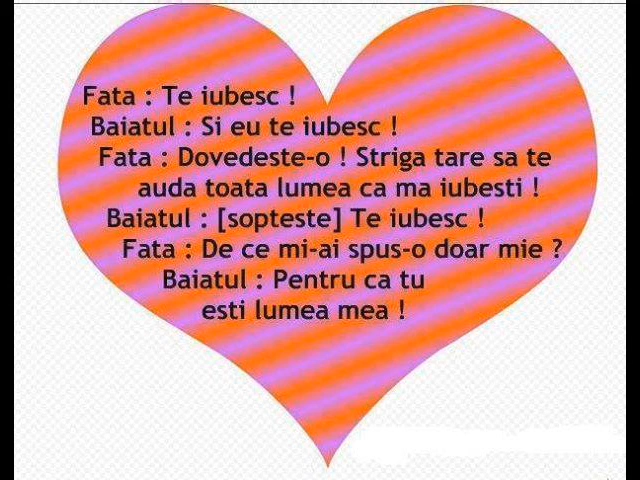 Fata : Te iubesc !
Baiatul : Si eu te iubesc !
Fata : Dovedeste-o ! Striga tare sa te
auda toata lumea ca ma iubesti !
Baiatul : [sopteste] Te iubesc !
Fata : De ce mi-ai spus-o doar mie ?
Baiatul : Pentru ca tu
esti lumea mea !